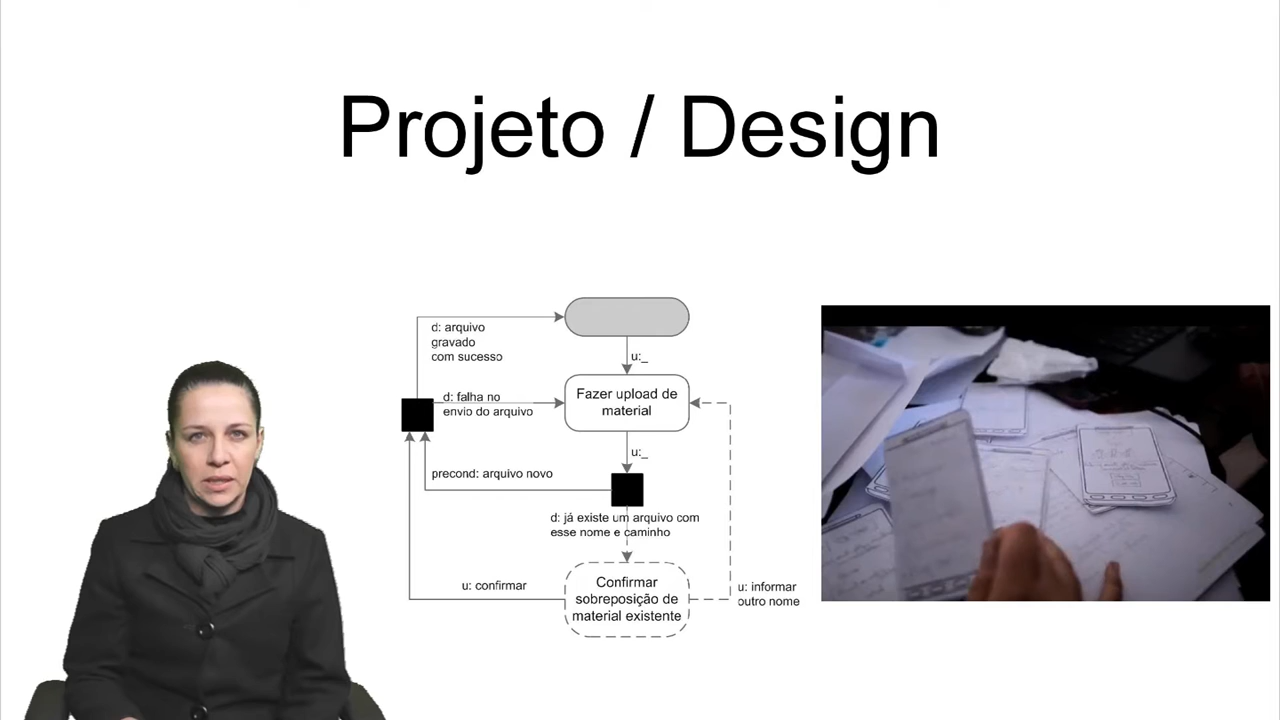 Projeto / Design
d: arquivo
gravado
com sucesso
u:_
d: falha no
envio do arquivo
Fazer upload de
material
u:_
precond: arquivo novo
d: já existe um arquivo com
esse nome e caminho
u: confirmar
Confirmar
sobreposição de
material existente
u: informar
outro nome